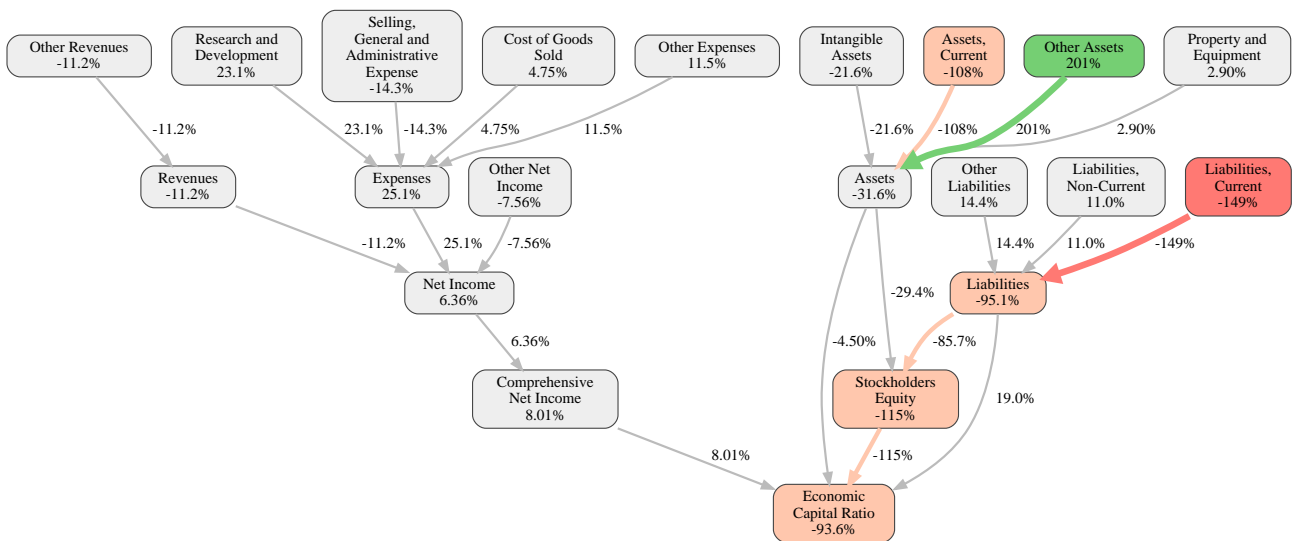 Other Revenues
-11.2%
Research and
Development
23.1%
Selling,
General and
Administrative
Expense
-14.3%
Cost of Goods
Sold
4.75%
Other Expenses
11.5%
Intangible
Assets
-21.6%
Assets,
Current
-108%
Other Assets
201%
Property and
Equipment
2.90%
-11.2%
23.1%
-14.3%
4.75%
11.5%
-21.6%
-108%
201%
2.90%
Revenues
-11.2%
Expenses
25.1%
Other Net
Income
-7.56%
Assets
-31.6%
Other
Liabilities
14.4%
Liabilities,
Non-Current
11.0%
Liabilities,
Current
-149%
-11.2%
25.1%
-7.56%
14.4%
11.0%
-149%
Net Income
6.36%
-29.4%
Liabilities
-95.1%
6.36%
-4.50%
-85.7%
Comprehensive
Net Income
8.01%
Stockholders
Equity
-115%
19.0%
8.01%
-115%
Economic
Capital Ratio
-93.6%